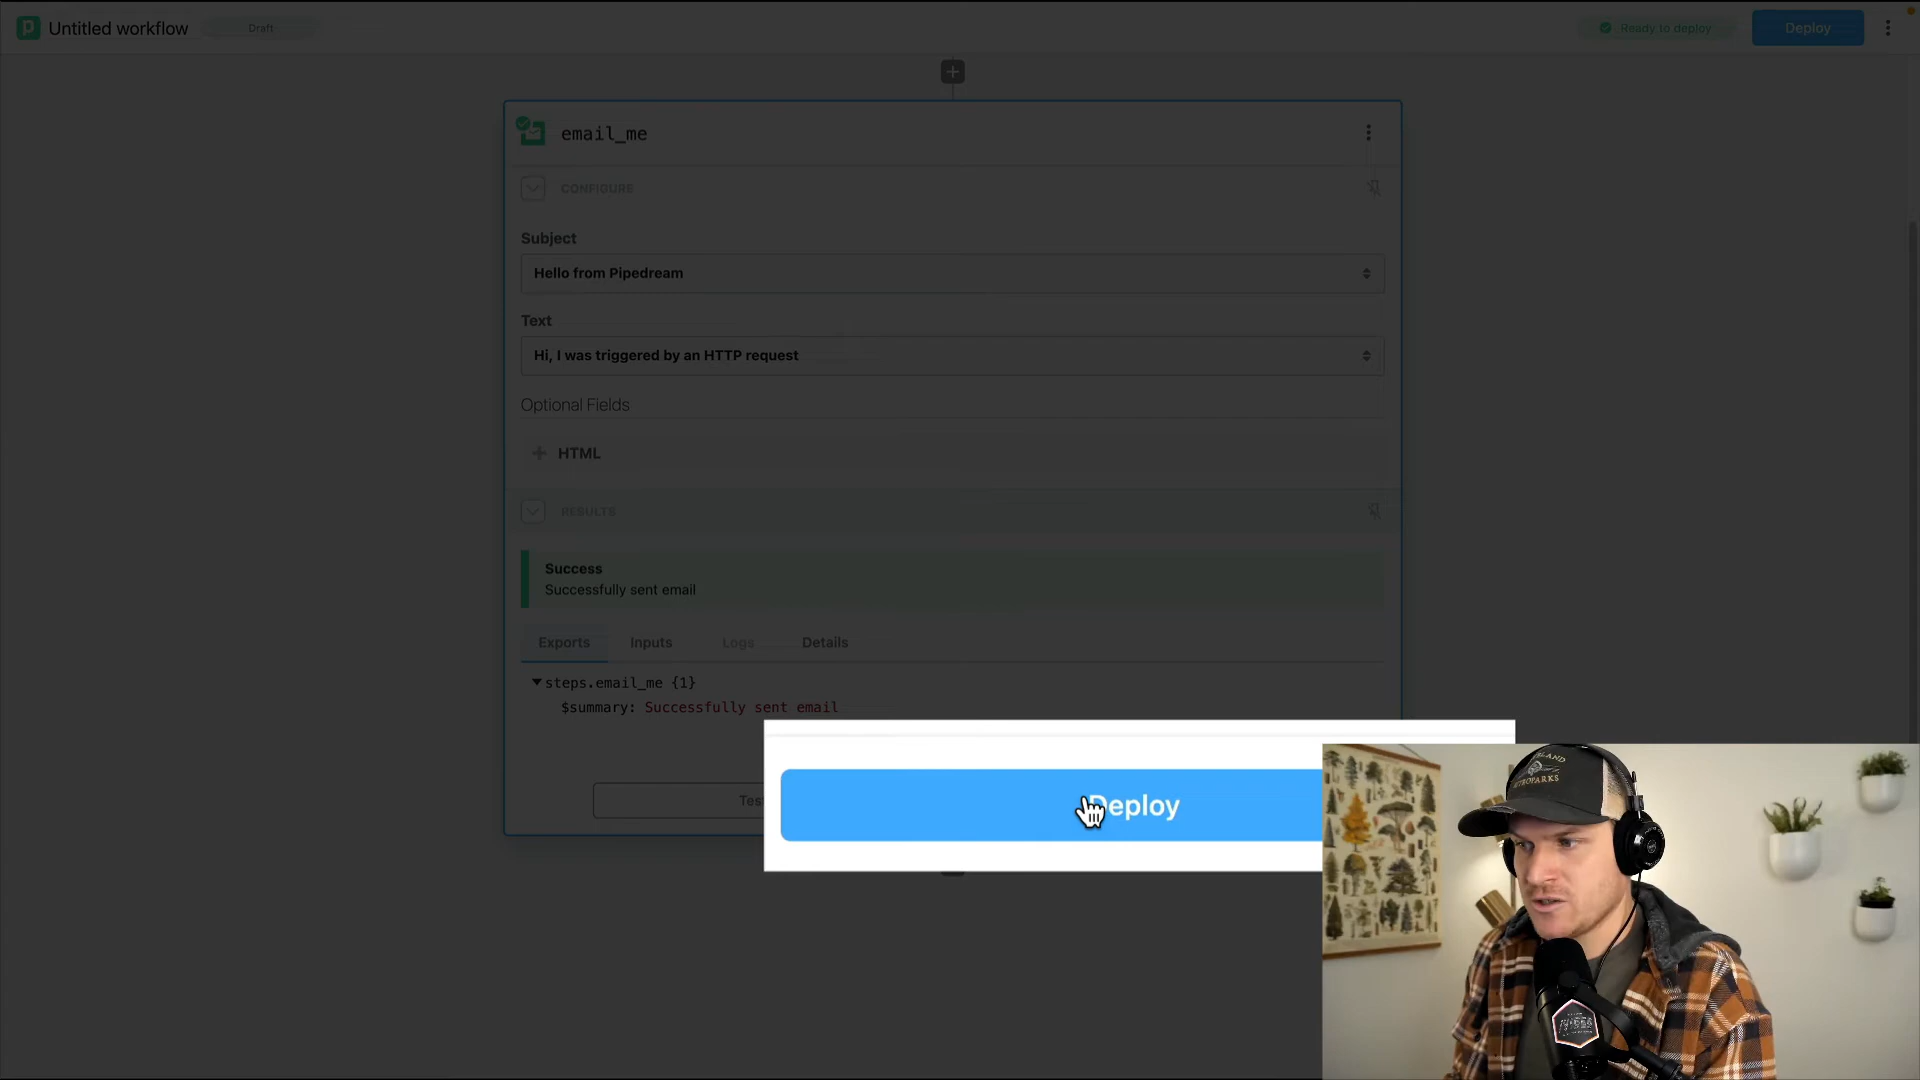 Untitled workflow
Draft
Ready to deploy
Deploy
email_me
CONFIGURE
Subject
Hello from Pipedream
Text
Hi, I was triggered by an HTTP request
Optional Fields
+ HTML
RESULTS
Success
Successfully sent email
Exports
Inputs
Logs
Details
steps.email_me {1}
$summary: Successfully sent email
Deploy